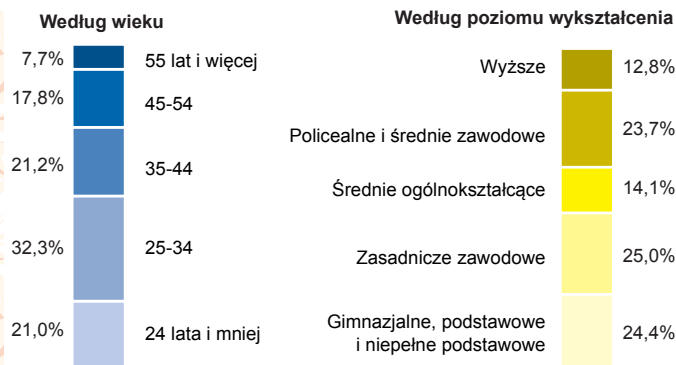 Według wieku
7,7% 55 lat i więcej
17,8% 45-54
21,2% 35-44
32,3% 25-34
21,0% 24 lata i mniej
Według poziomu wykształcenia
Wyższe 12,8%
Policealne i średnie zawodowe 23,7%
Średnie ogólnokształcące 14,1%
Zasadnicze zawodowe 25,0%
Gimnazjalne, podstawowe
i niepełne podstawowe 24,4%